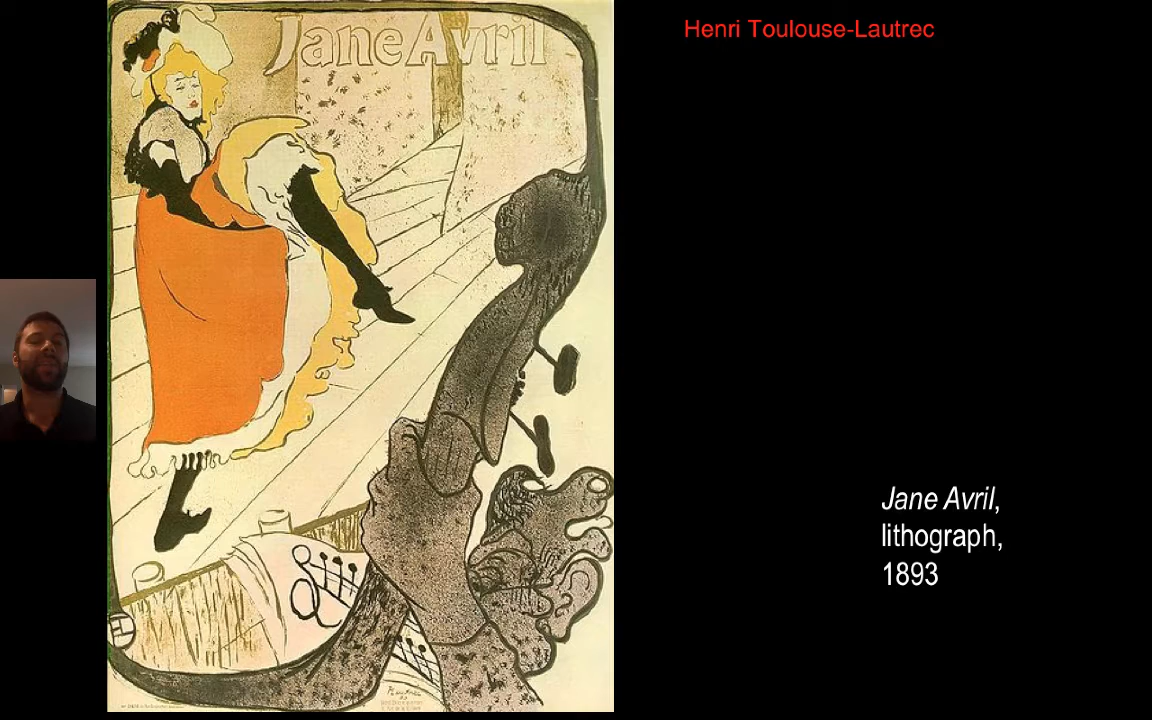 Jane Avril
Henri Toulouse-Lautrec
Jane Avril,
lithograph,
1893